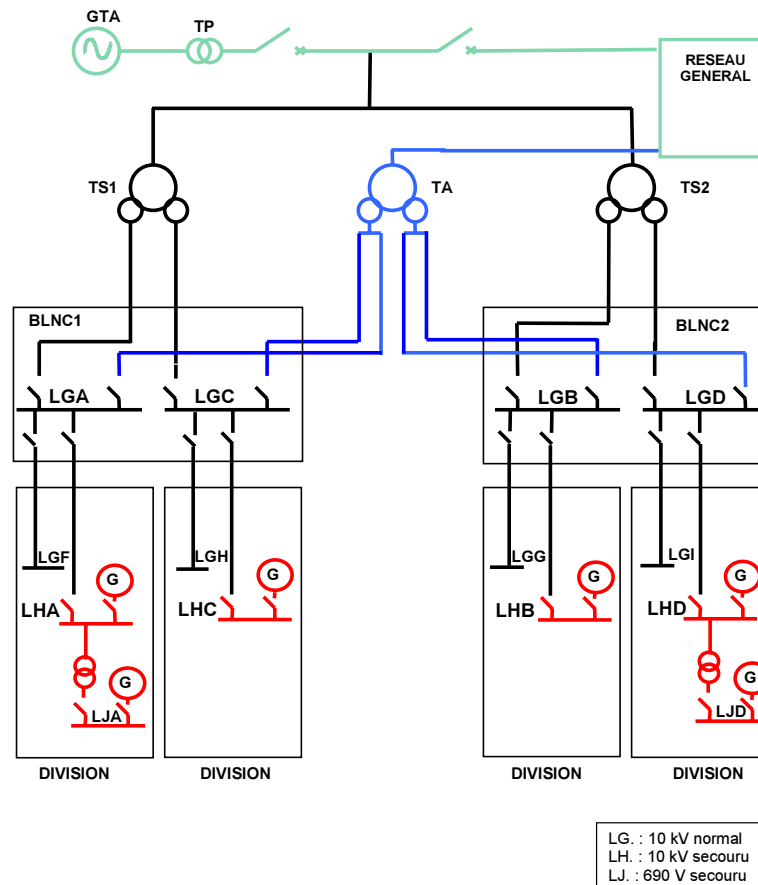 GTA
TP
RESEAU
GENERAL
TS1
TA
TS2
BLNC1
BLNC2
LGA
LGC
LGB
LGD
LGF
LGH
LGG
LGI
G
G
G
G
LHA
LHC
LHB
LHD
G
G
LJA
LJD
DIVISION
DIVISION
DIVISION
DIVISION
LG. : 10 kV normal
LH. : 10 kV secouru
LJ. : 690 V secouru